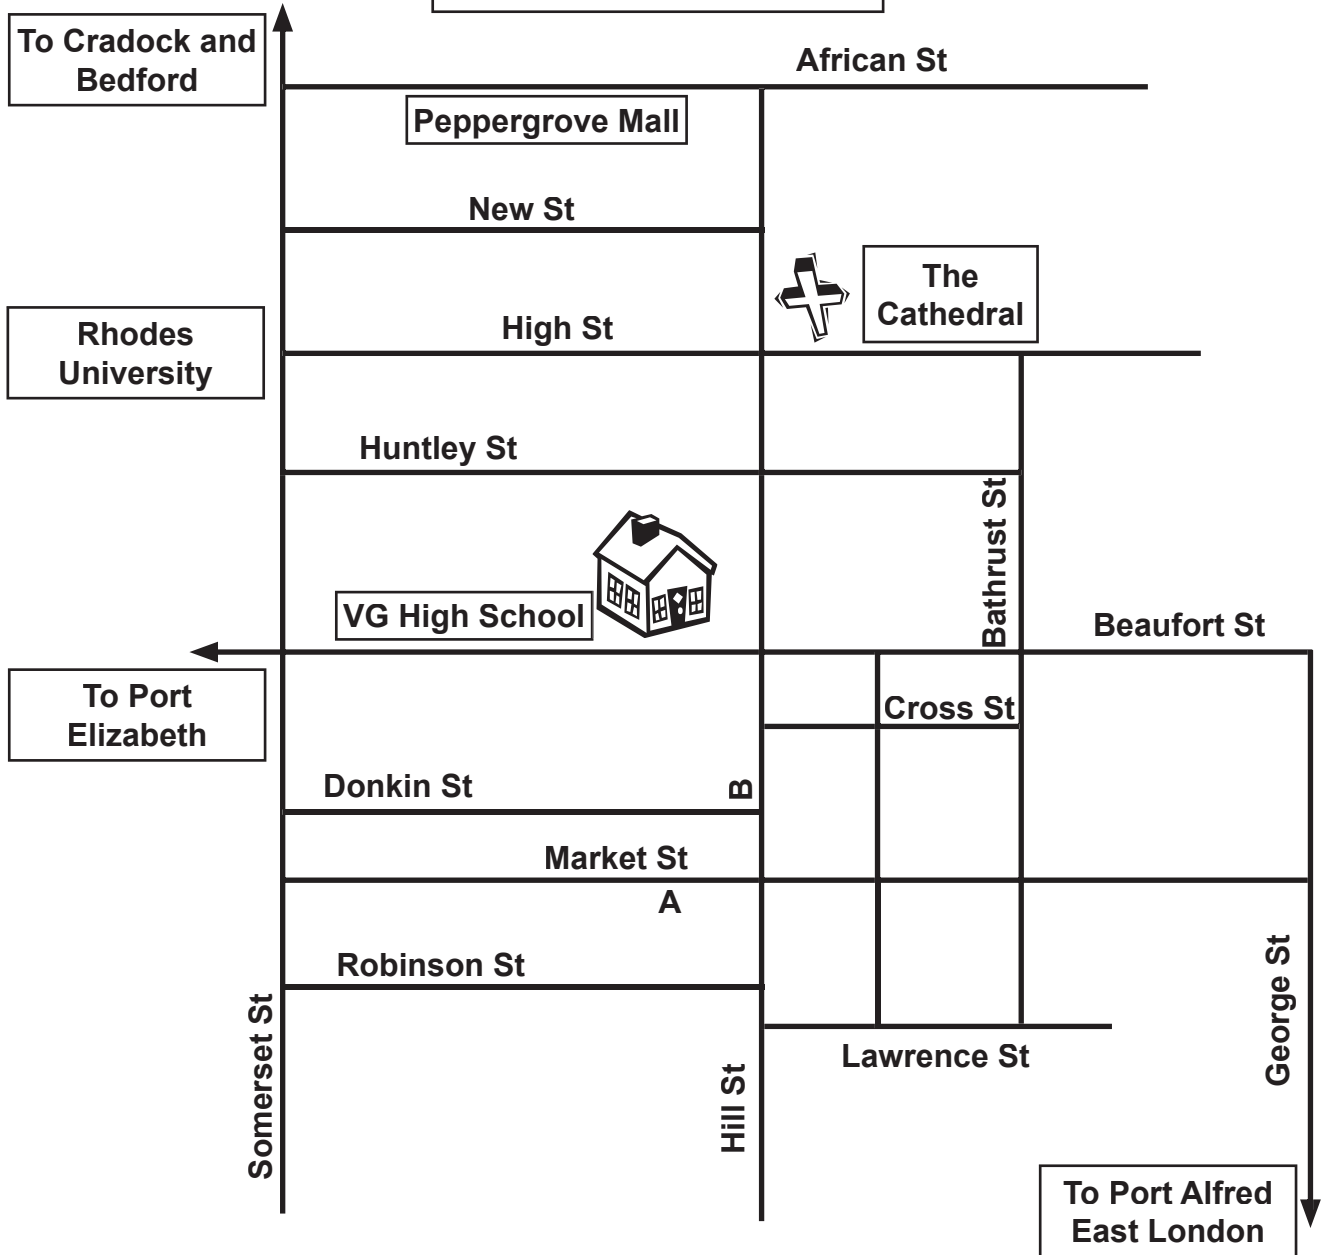 To Cradock and
Bedford
African St
Peppergrove Mall
New St
The
Cathedral
High St
Rhodes
University
Huntley St
Bathrust St
VG High School
Beaufort St
To Port
Elizabeth
Cross St
Donkin St
B
Market St
A
Robinson St
Somerset St
Lawrence St
Hill St
George St
To Port Alfred
East London